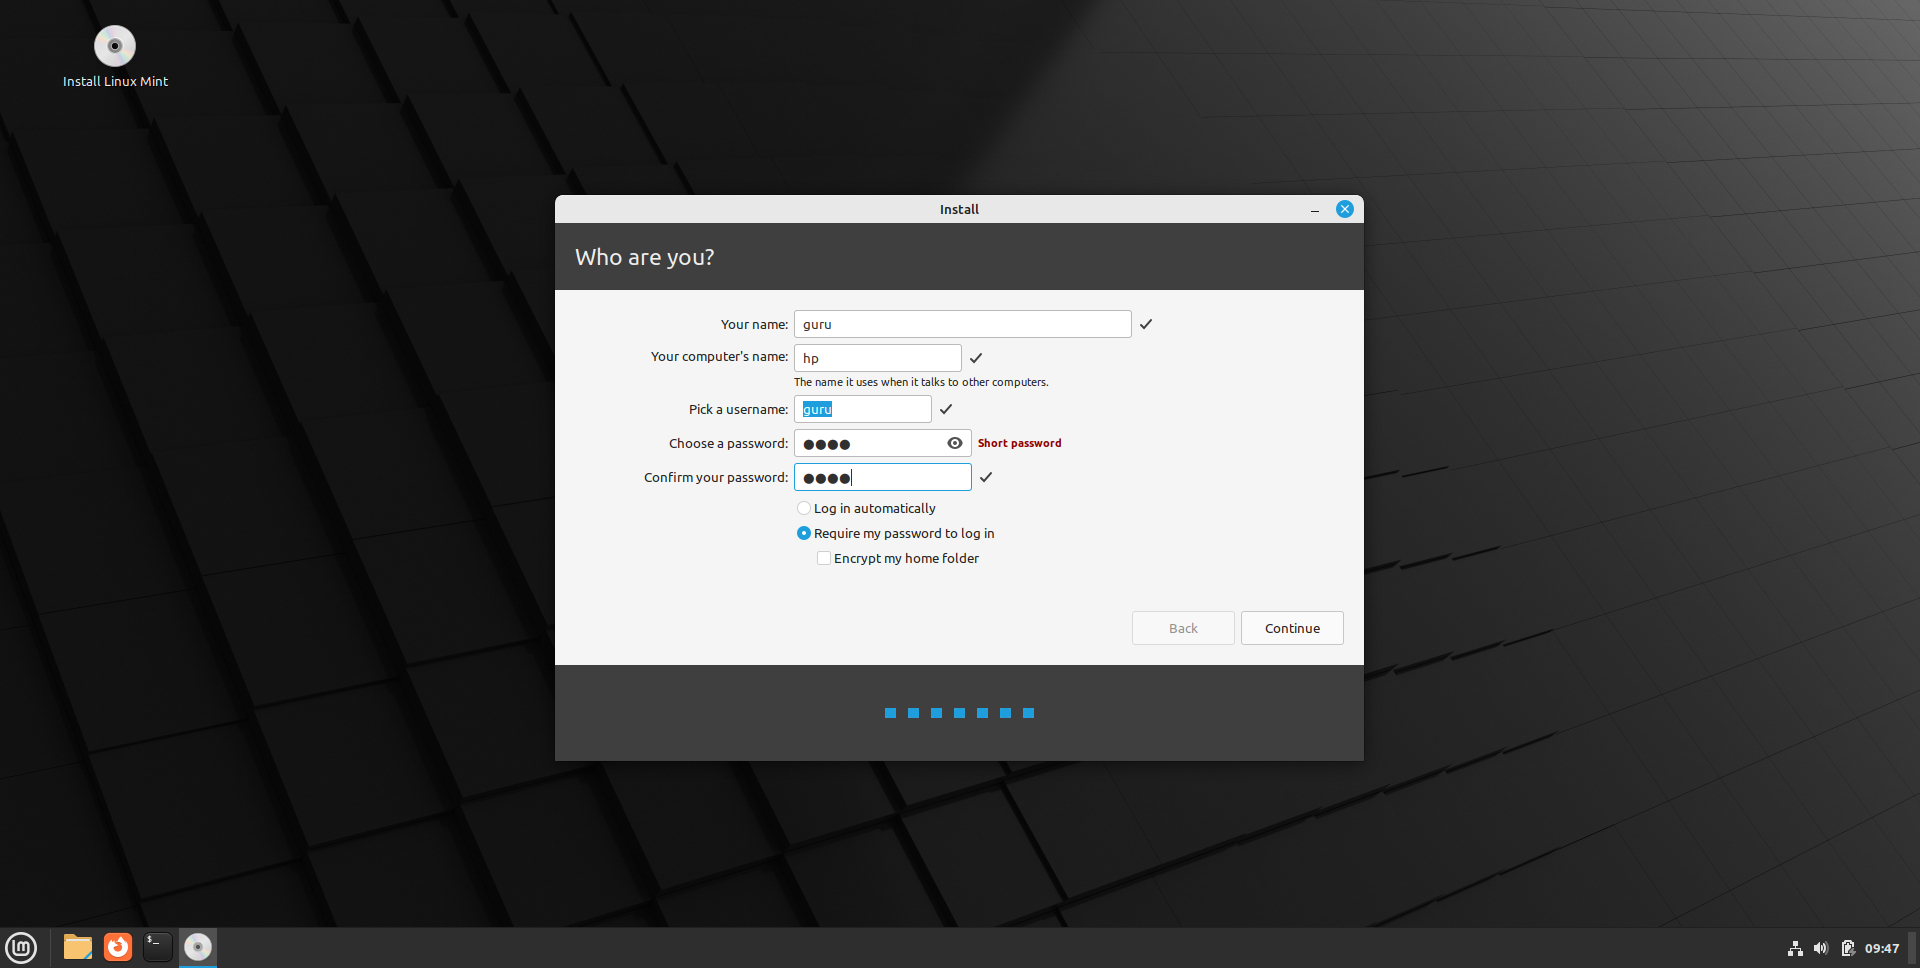 Install Linux Mint
Install
Who are you?
Your name: guru
Your computer's name: hp
The name it uses when it talks to other computers.
Pick a username: guru
Choose a password: ●●●● Short password
Confirm your password: ●●●●
Log in automatically
Require my password to log in
Encrypt my home folder
Back Continue
lm $_ 09:47